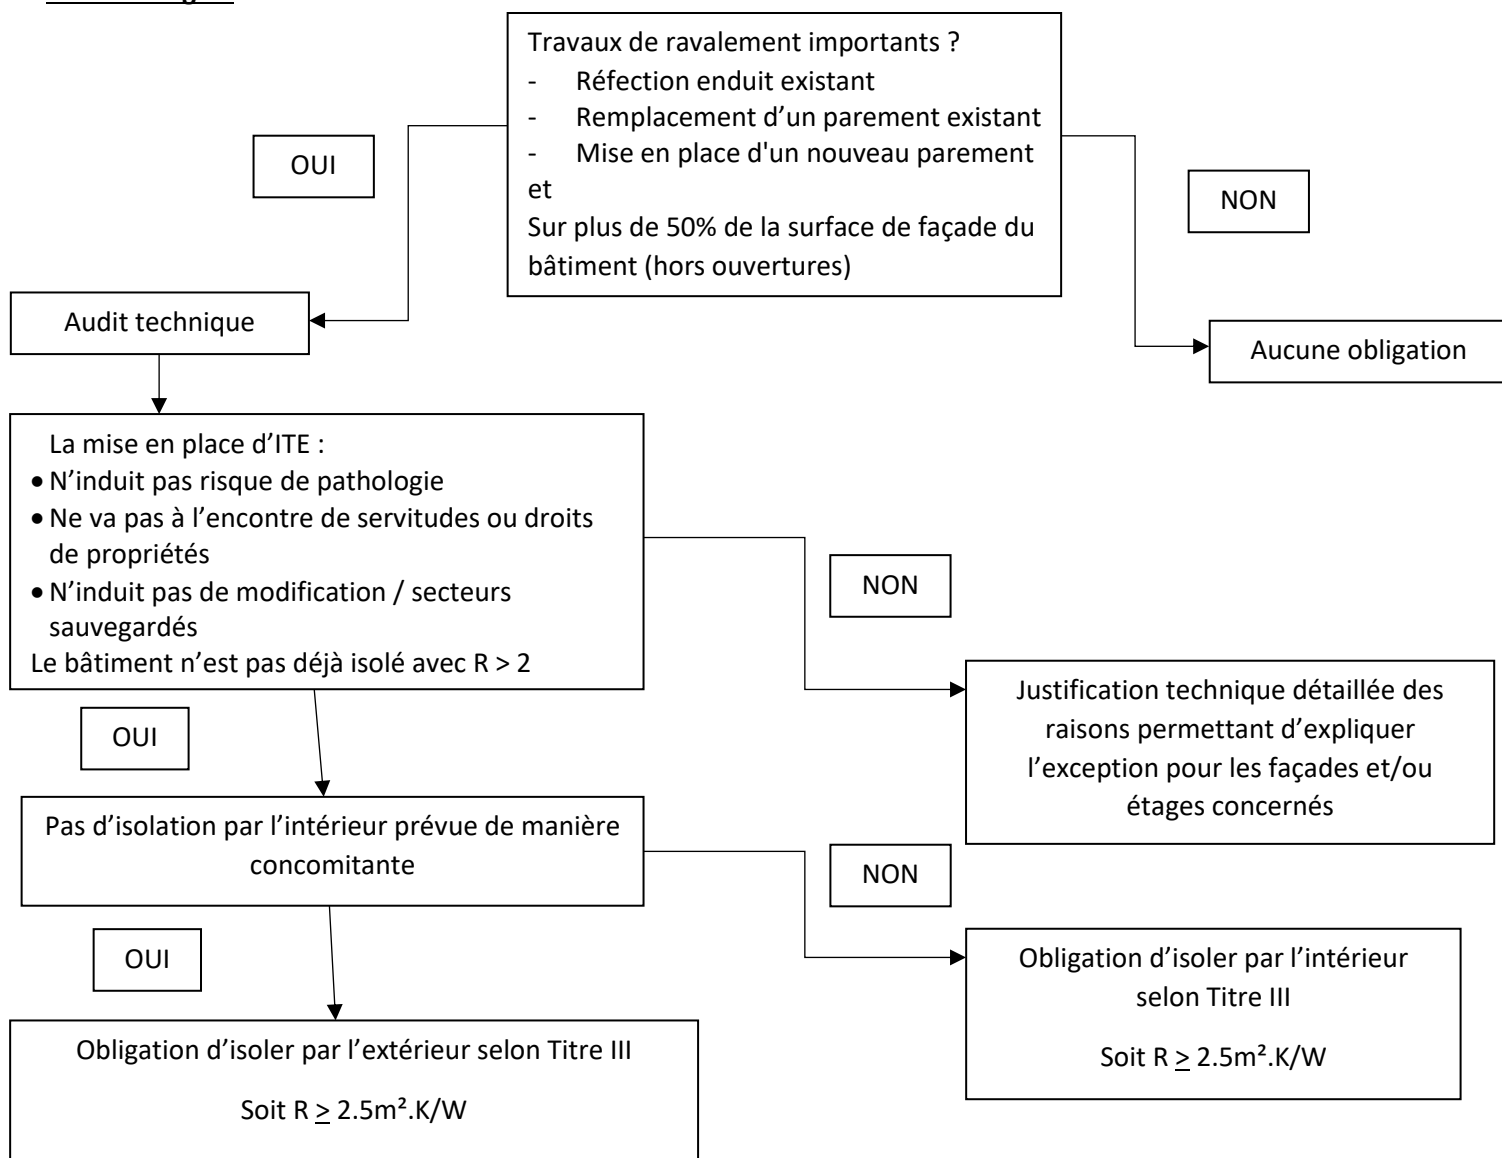 Travaux de ravalement importants ?
- Réfection enduit existant
- Remplacement d’un parement existant
- Mise en place d'un nouveau parement
et
Sur plus de 50% de la surface de façade du
bâtiment (hors ouvertures)
OUI
NON
Audit technique
Aucune obligation
La mise en place d’ITE :
• N’induit pas risque de pathologie
• Ne va pas à l’encontre de servitudes ou droits
de propriétés
• N’induit pas de modification / secteurs
sauvegardés
Le bâtiment n’est pas déjà isolé avec R > 2
NON
Justification technique détaillée des
raisons permettant d’expliquer
l’exception pour les façades et/ou
étages concernés
OUI
Pas d’isolation par l’intérieur prévue de manière
concomitante
NON
OUI
Obligation d’isoler par l’intérieur
selon Titre III
Soit R ≥ 2.5m².K/W
Obligation d’isoler par l’extérieur selon Titre III
Soit R ≥ 2.5m².K/W